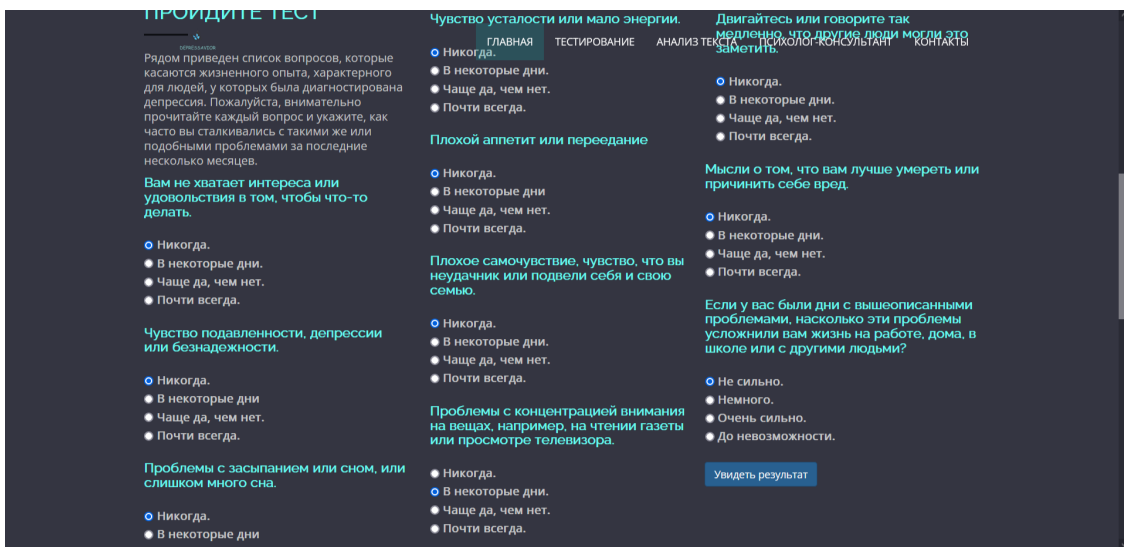 ПРОЙДИТЕ ТЕСТ
DEPRESSAVIOR
Рядом приведен список вопросов, которые
касаются жизненного опыта, характерного
для людей, у которых была диагностирована
депрессия. Пожалуйста, внимательно
прочитайте каждый вопрос и укажите, как
часто вы сталкивались с такими же или
подобными проблемами за последние
несколько месяцев.
Вам не хватает интереса или
удовольствия в том, чтобы что-то
делать.
Никогда.
В некоторые дни.
Чаще да, чем нет.
Почти всегда.
Чувство подавленности, депрессии
или безнадежности.
Никогда.
В некоторые дни
Чаще да, чем нет.
Почти всегда.
Проблемы с засыпанием или сном, или
слишком много сна.
Никогда.
В некоторые дни
Чувство усталости или мало энергии.
ГЛАВНАЯ ТЕСТИРОВАНИЕ АНАЛИЗ ТЕКСТА ПСИХОЛОГ-КОНСУЛЬТАНТ КОНТАКТЫ
Никогда.
В некоторые дни.
Чаще да, чем нет.
Почти всегда.
Плохой аппетит или переедание
Никогда.
В некоторые дни
Чаще да, чем нет.
Почти всегда.
Плохое самочувствие, чувство, что вы
неудачник или подвели себя и свою
семью.
Никогда.
В некоторые дни.
Чаще да, чем нет.
Почти всегда.
Проблемы с концентрацией внимания
на вещах, например, на чтении газеты
или просмотре телевизора.
Никогда.
В некоторые дни.
Чаще да, чем нет.
Почти всегда.
Двигайтесь или говорите так
медленно, что другие люди могли это
заметить.
Никогда.
В некоторые дни.
Чаще да, чем нет.
Почти всегда.
Мысли о том, что вам лучше умереть или
причинить себе вред.
Никогда.
В некоторые дни.
Чаще да, чем нет.
Почти всегда.
Если у вас были дни с вышеописанными
проблемами, насколько эти проблемы
усложнили вам жизнь на работе, дома, в
школе или с другими людьми?
Не сильно.
Немного.
Очень сильно.
До невозможности.
Увидеть результат